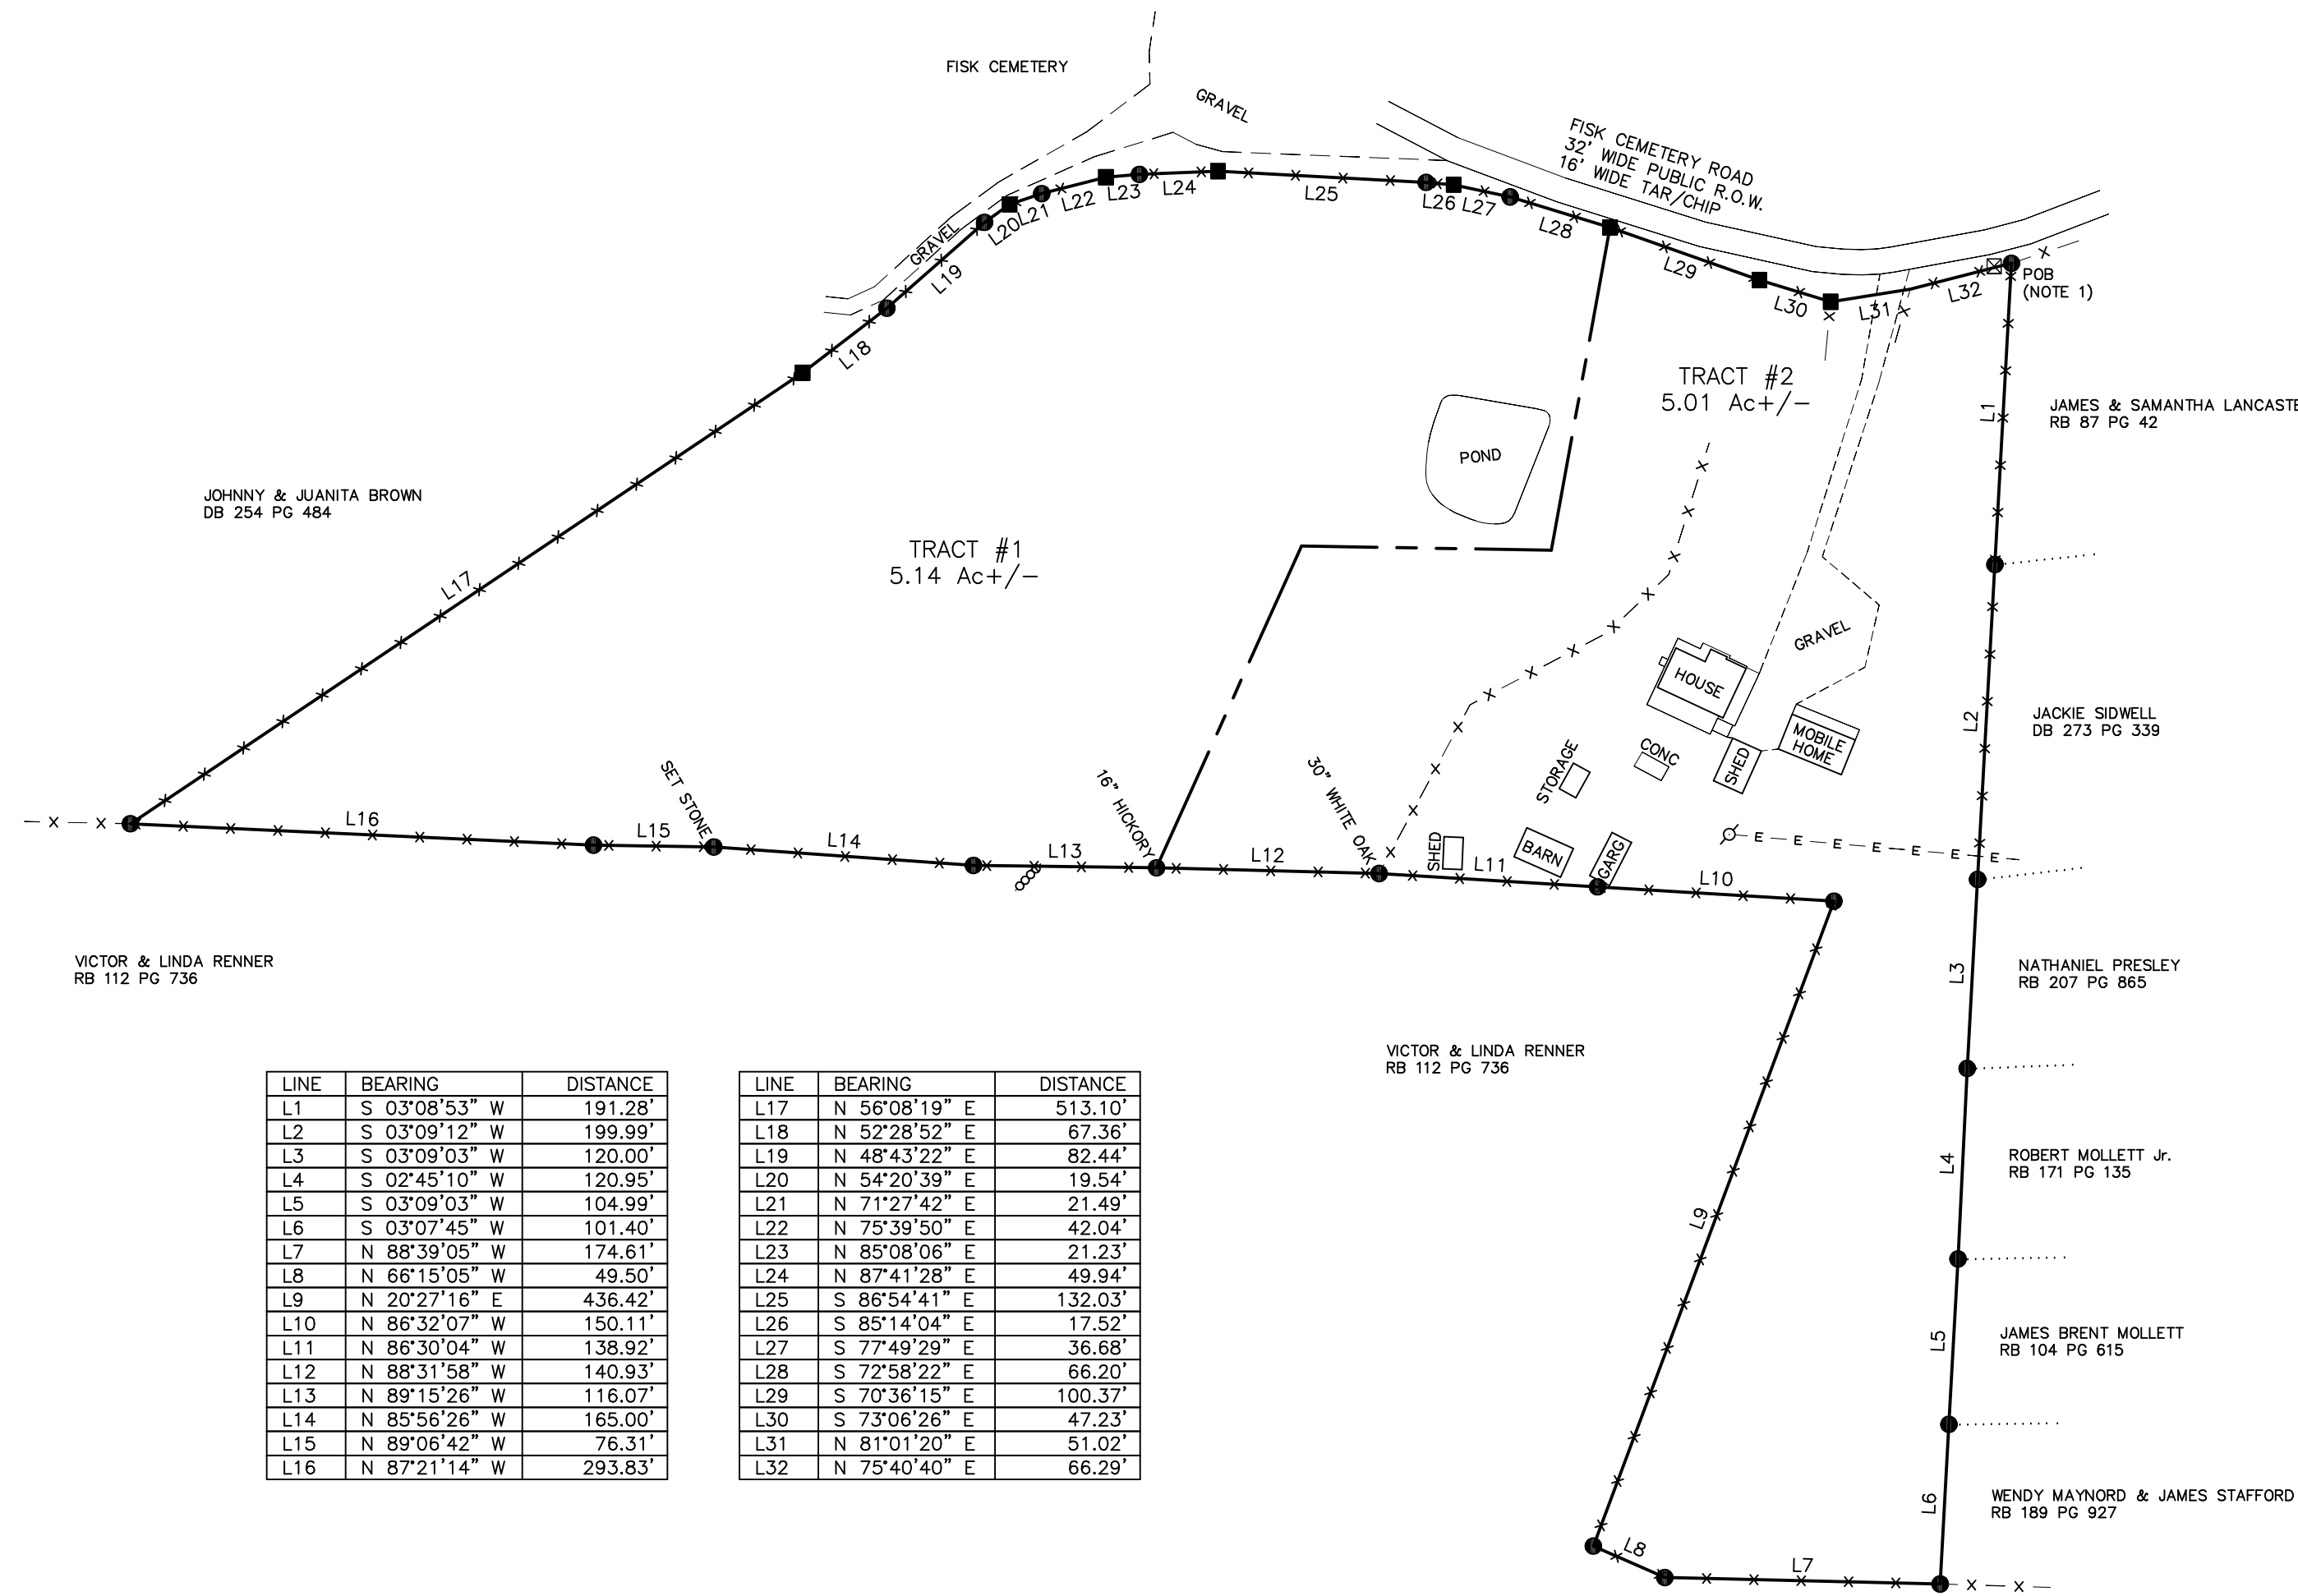 FISK CEMETERY
GRAVEL
FISK CEMETERY ROAD
32' WIDE PUBLIC R.O.W.
16' WIDE TAR/CHIP
L18
L19
GRAVEL
L20
L21
L22
L23
L24
L25
L26
L27
L28
L29
L30
L31
L32
POB
(NOTE 1)
TRACT #2
5.01 Ac+/-
L1
JAMES & SAMANTHA LANCASTE
RB 87 PG 42
POND
JOHNNY & JUANITA BROWN
DB 254 PG 484
L17
TRACT #1
5.14 Ac+/-
GRAVEL
HOUSE
MOBILE
HOME
SHED
CONC
STORAGE
L2
JACKIE SIDWELL
DB 273 PG 339
L16
L15
SET STONE
L14
16" HICKORY
L13
L12
30" WHITE OAK
SHED
L11
BARN
GARG
L10
E E E E E E E
VICTOR & LINDA RENNER
RB 112 PG 736
L3
NATHANIEL PRESLEY
RB 207 PG 865
VICTOR & LINDA RENNER
RB 112 PG 736
L4
ROBERT MOLLETT Jr.
RB 171 PG 135
L9
L5
JAMES BRENT MOLLETT
RB 104 PG 615
L6
WENDY MAYNORD & JAMES STAFFORD
RB 189 PG 927
L8
L7
LINE BEARING DISTANCE
L1 S 03°08'53" W 191.28'
L2 S 03°09'12" W 199.99'
L3 S 03°09'03" W 120.00'
L4 S 02°45'10" W 120.95'
L5 S 03°09'03" W 104.99'
L6 S 03°07'45" W 101.40'
L7 N 88°39'05" W 174.61'
L8 N 66°15'05" W 49.50'
L9 N 20°27'16" E 436.42'
L10 N 86°32'07" W 150.11'
L11 N 86°30'04" W 138.92'
L12 N 88°31'58" W 140.93'
L13 N 89°15'26" W 116.07'
L14 N 85°56'26" W 165.00'
L15 N 89°06'42" W 76.31'
L16 N 87°21'14" W 293.83'
LINE BEARING DISTANCE
L17 N 56°08'19" E 513.10'
L18 N 52°28'52" E 67.36'
L19 N 48°43'22" E 82.44'
L20 N 54°20'39" E 19.54'
L21 N 71°27'42" E 21.49'
L22 N 75°39'50" E 42.04'
L23 N 85°08'06" E 21.23'
L24 N 87°41'28" E 49.94'
L25 S 86°54'41" E 132.03'
L26 S 85°14'04" E 17.52'
L27 S 77°49'29" E 36.68'
L28 S 72°58'22" E 66.20'
L29 S 70°36'15" E 100.37'
L30 S 73°06'26" E 47.23'
L31 N 81°01'20" E 51.02'
L32 N 75°40'40" E 66.29'